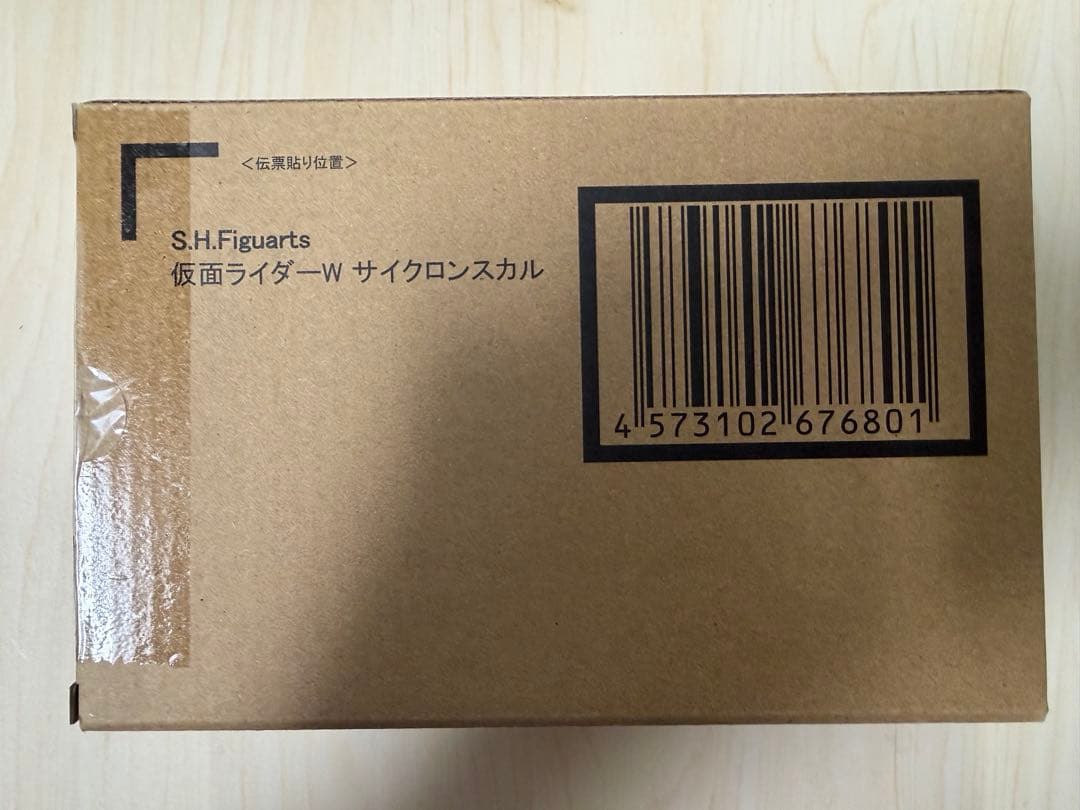 ＜伝票貼り位置＞
S.H.Figuarts
仮面ライダーW サイクロンスカル
4 573102 676801